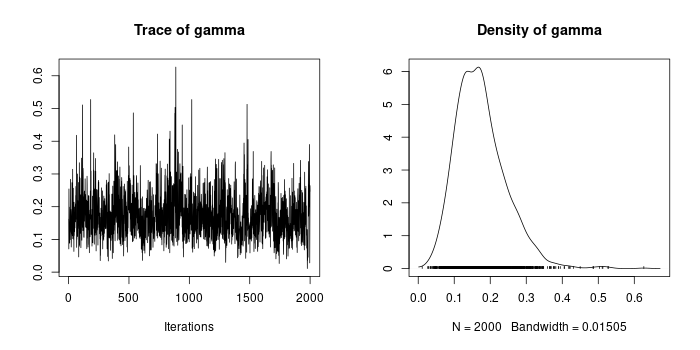 Trace of gamma
0.6
0.5
0.4
0.3
0.2
0.1
0.0
0 500 1000 1500 2000
Iterations
Density of gamma
6
5
4
3
2
1
0
0.0 0.1 0.2 0.3 0.4 0.5 0.6
N = 2000 Bandwidth = 0.01505